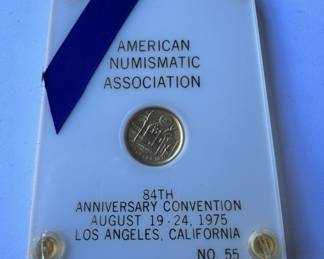 AMERICAN
NUMISMATIC
ASSOCIATION
84TH
ANNIVERSARY CONVENTION
AUGUST 19-24, 1975
LOS ANGELES, CALIFORNIA
NO. 55